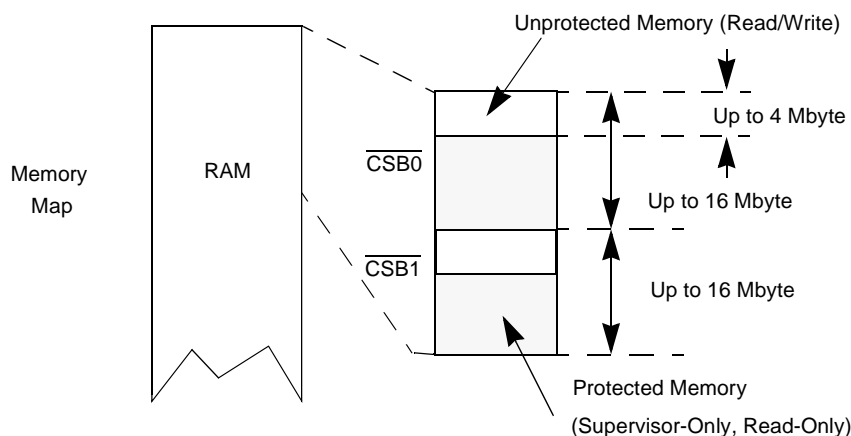 Unprotected Memory (Read/Write)
Up to 4 Mbyte
CSB0
RAM
Memory
Map
Up to 16 Mbyte
CSB1
Up to 16 Mbyte
Protected Memory
(Supervisor-Only, Read-Only)